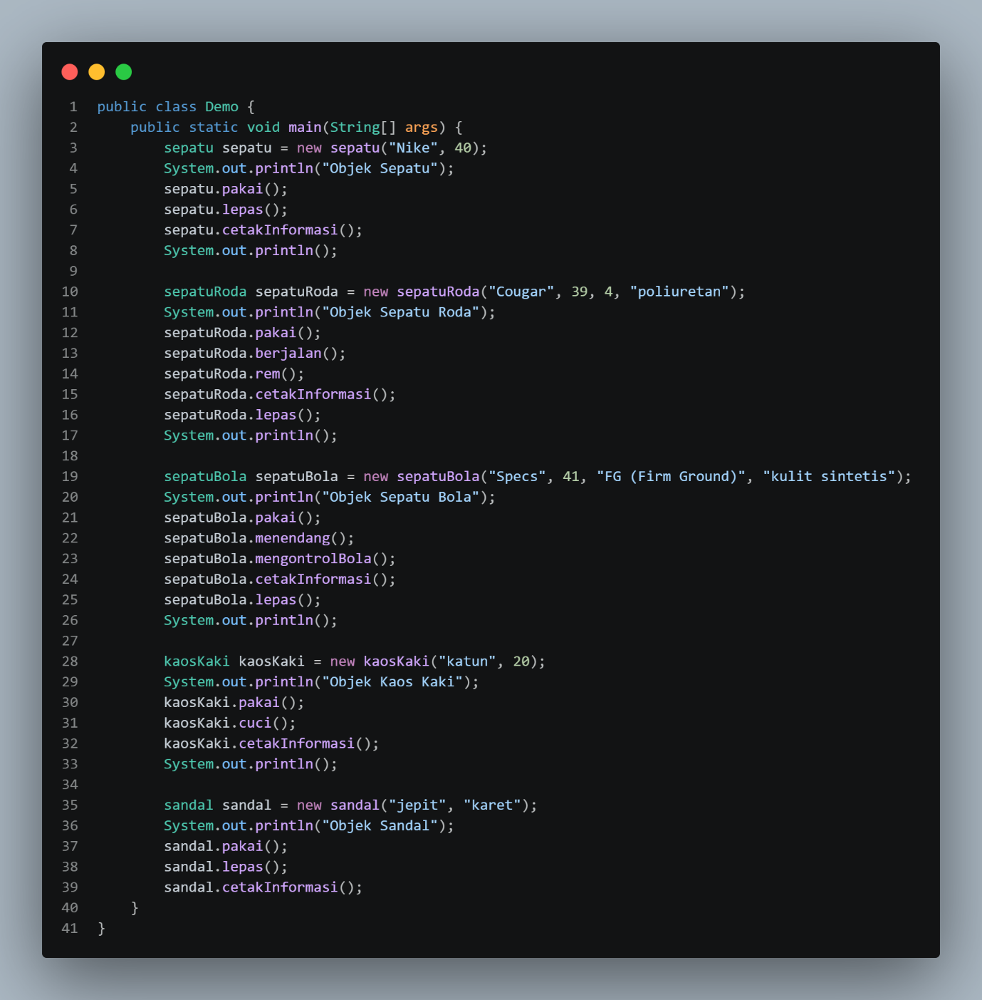 1 public class Demo {
2     public static void main(String[] args) {
3         sepatu sepatu = new sepatu("Nike", 40);
4         System.out.println("Objek Sepatu");
5         sepatu.pakai();
6         sepatu.lepas();
7         sepatu.cetakInformasi();
8         System.out.println();
9
10         sepatuRoda sepatuRoda = new sepatuRoda("Cougar", 39, 4, "poliuretan");
11         System.out.println("Objek Sepatu Roda");
12         sepatuRoda.pakai();
13         sepatuRoda.berjalan();
14         sepatuRoda.rem();
15         sepatuRoda.cetakInformasi();
16         sepatuRoda.lepas();
17         System.out.println();
18
19         sepatuBola sepatuBola = new sepatuBola("Specs", 41, "FG (Firm Ground)", "kulit sintetis");
20         System.out.println("Objek Sepatu Bola");
21         sepatuBola.pakai();
22         sepatuBola.menendang();
23         sepatuBola.mengontrolBola();
24         sepatuBola.cetakInformasi();
25         sepatuBola.lepas();
26         System.out.println();
27
28         kaosKaki kaosKaki = new kaosKaki("katun", 20);
29         System.out.println("Objek Kaos Kaki");
30         kaosKaki.pakai();
31         kaosKaki.cuci();
32         kaosKaki.cetakInformasi();
33         System.out.println();
34
35         sandal sandal = new sandal("jepit", "karet");
36         System.out.println("Objek Sandal");
37         sandal.pakai();
38         sandal.lepas();
39         sandal.cetakInformasi();
40     }
41 }